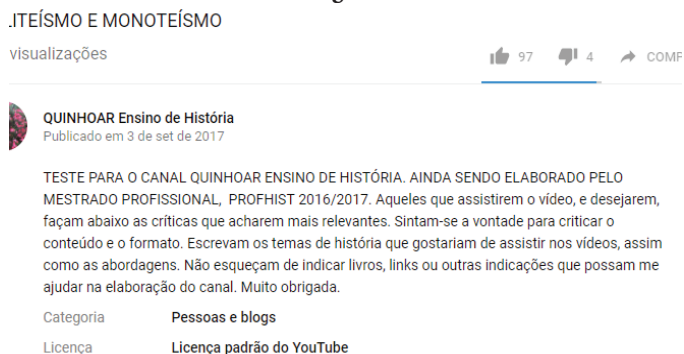 .ITEÍSMO E MONOTEÍSMO
visualizações
97 4 COMP
QUINHOAR Ensino de História
Publicado em 3 de set de 2017
TESTE PARA O CANAL QUINHOAR ENSINO DE HISTÓRIA. AINDA SENDO ELABORADO PELO
MESTRADO PROFISSIONAL, PROFHIST 2016/2017. Aqueles que assistirem o vídeo, e desejarem,
façam abaixo as críticas que acharem mais relevantes. Sintam-se a vontade para criticar o
conteúdo e o formato. Escrevam os temas de história que gostariam de assistir nos vídeos, assim
como as abordagens. Não esqueçam de indicar livros, links ou outras indicações que possam me
ajudar na elaboração do canal. Muito obrigada.
Categoria Pessoas e blogs
Licença Licença padrão do YouTube